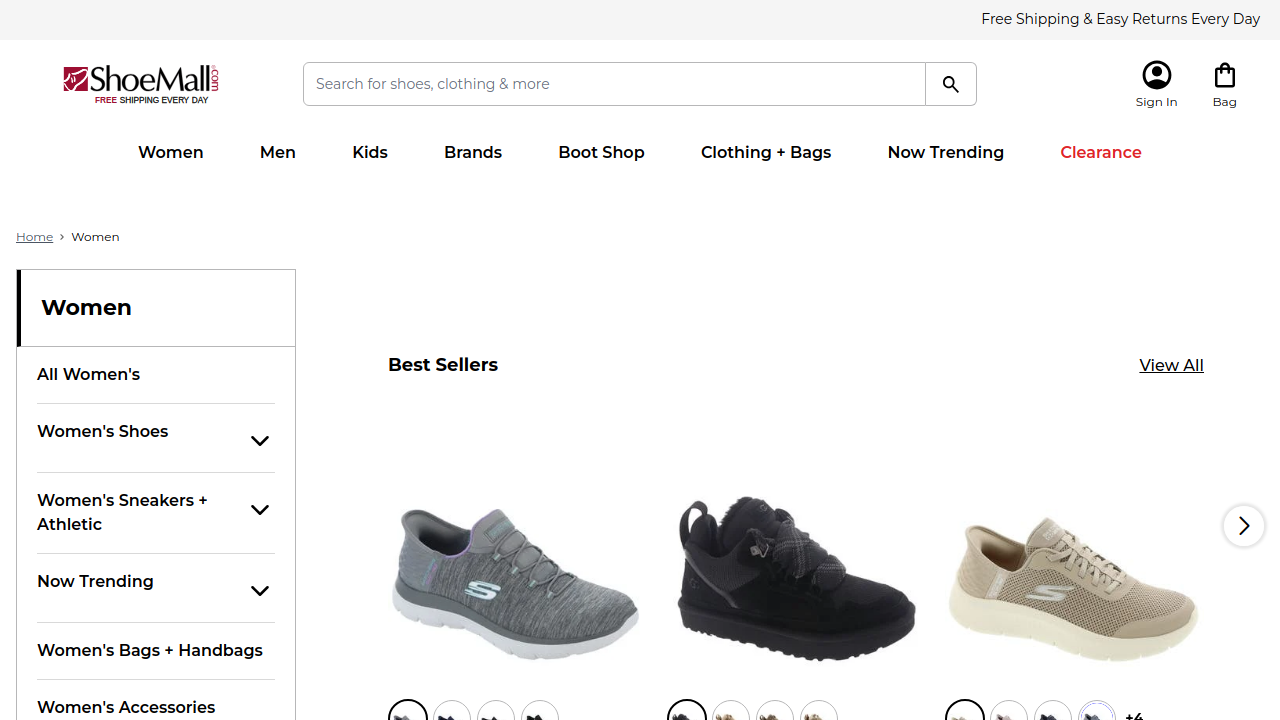 Free Shipping & Easy Returns Every Day
ShoeMall.com
FREE SHIPPING EVERY DAY
Search for shoes, clothing & more
Sign In
Bag
Women Men Kids Brands Boot Shop Clothing + Bags Now Trending Clearance
Home > Women
Women
Best Sellers
View All
All Women's
Women's Shoes
Women's Sneakers +
Athletic
Now Trending
Women's Bags + Handbags
Women's Accessories
+4